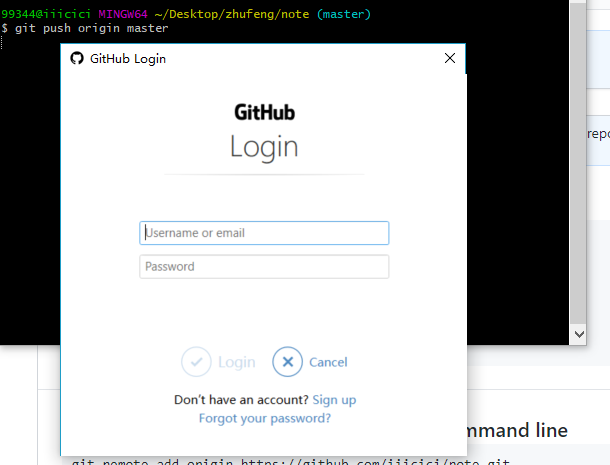 99344@iiicici MINGW64 ~/Desktop/zhufeng/note (master)
$ git push origin master
GitHub Login
repo
GitHub
Login
Username or email
Password
Login
Cancel
Don't have an account? Sign up
Forgot your password?
mmand line
git remote add origin https://github.com/iiicici/note.git